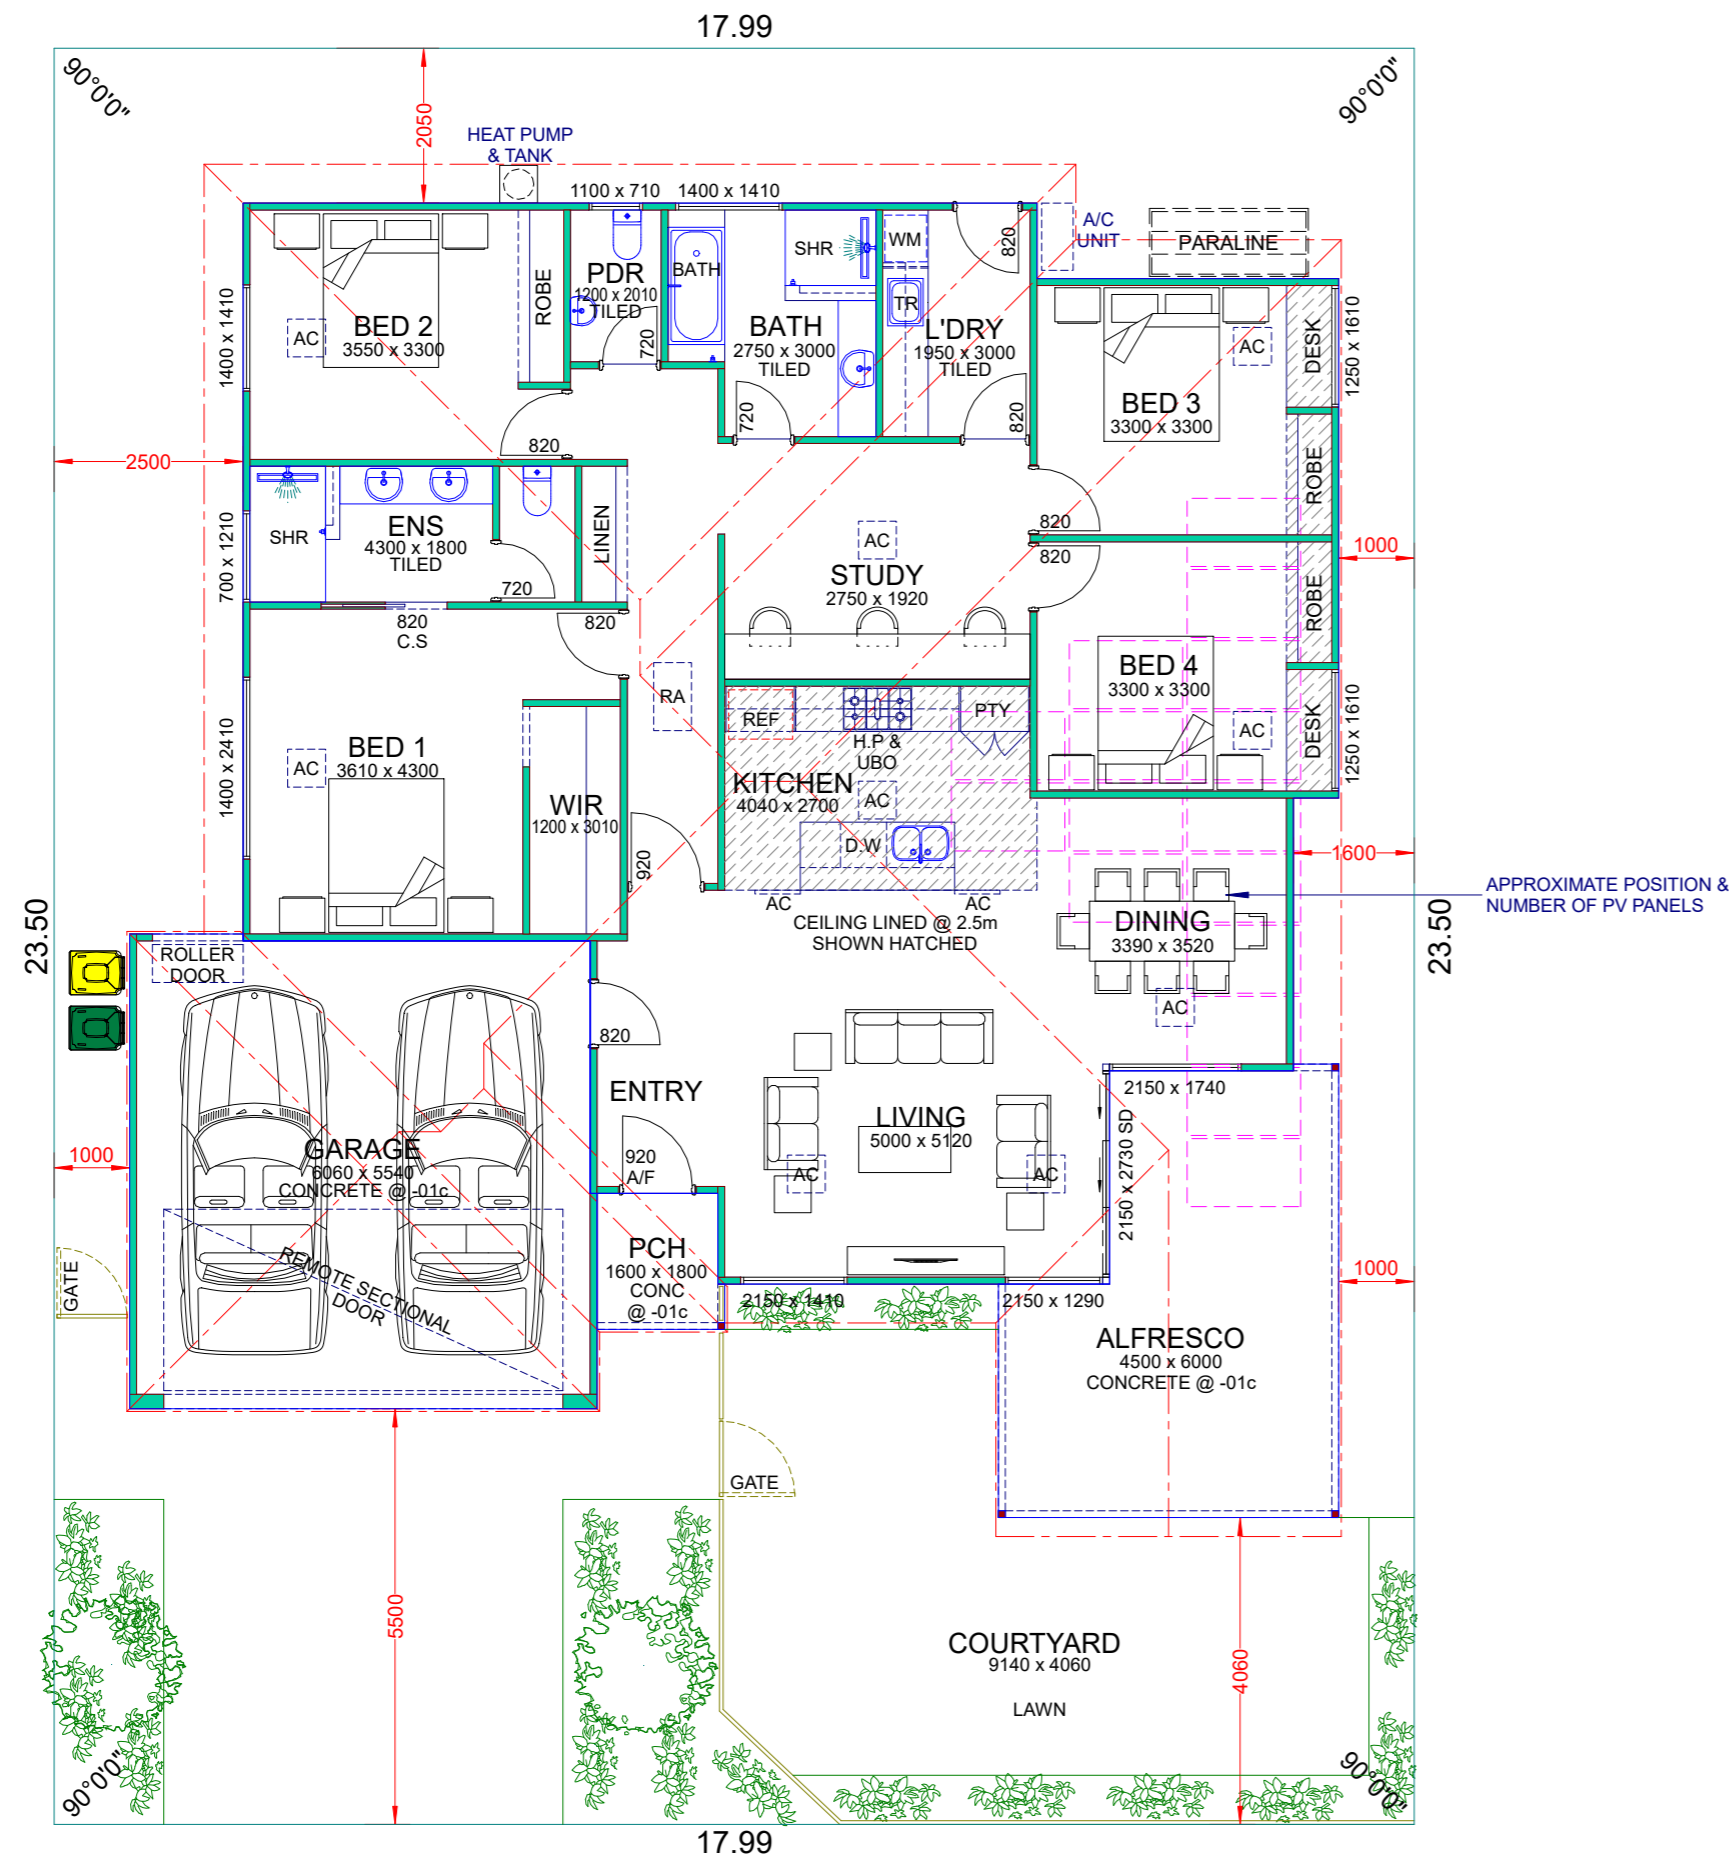 17.99
90°0'0"
90°0'0"
2050
HEAT PUMP
& TANK
1100 x 710
1400 x 1410
A/C
UNIT
PARALINE
820
WM
SHR
BATH
ROBE
PDR
1200 x 2010
TILED
720
TR
BATH
2750 x 3000
TILED
L'DRY
1950 x 3000
TILED
1400 x 1410
AC
BED 2
3550 x 3300
AC
DESK
1250 x 1610
BED 3
3300 x 3300
720
820
820
2500
ROBE
SHR
ENS
4300 x 1800
TILED
LINEN
700 x 1210
720
820
820
AC
STUDY
2750 x 1920
1000
ROBE
820
C.S
820
RA
BED 4
3300 x 3300
AC
DESK
1250 x 1610
REF
PTY
H.P &
UBO
1400 x 2410
BED 1
3610 x 4300
AC
WIR
1200 x 3010
KITCHEN
4040 x 2700
AC
D.W
920
1600
AC
AC
CEILING LINED @ 2.5m
SHOWN HATCHED
DINING
3390 x 3520
APPROXIMATE POSITION &
NUMBER OF PV PANELS
23.50
23.50
ROLLER
DOOR
AC
820
ENTRY
2150 x 1740
LIVING
5000 x 5120
2150 x 2730 SD
GARAGE
6060 x 5540
CONCRETE @ -01c
1000
920
A/F
AC
AC
PCH
1600 x 1800
CONC
@ -01c
REMOTE SECTIONAL
DOOR
GATE
1000
2150 x 1410
2150 x 1290
ALFRESCO
4500 x 6000
CONCRETE @ -01c
GATE
5500
COURTYARD
9140 x 4060
LAWN
4060
90°0'0"
90°0'0"
17.99